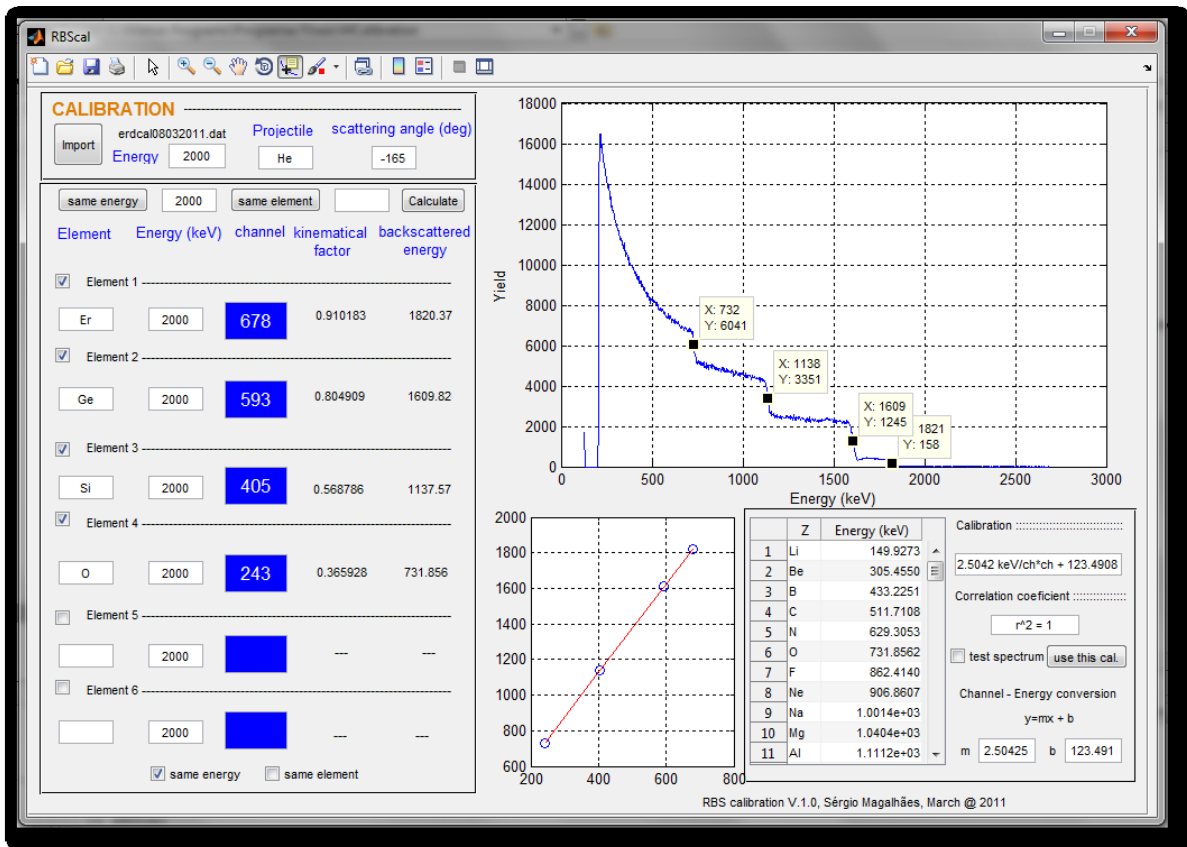 RBScal
CALIBRATION
Import
erdcal08032011.dat
Projectile
scattering angle (deg)
Energy
2000
He
-165
same energy
2000
same element
Calculate
Element
Energy (keV)
channel
kinematical
factor
backscattered
energy
Element 1
Er
2000
678
0.910183
1820.37
Element 2
Ge
2000
593
0.804909
1609.82
Element 3
Si
2000
405
0.568786
1137.57
Element 4
O
2000
243
0.365928
731.856
Element 5
2000
---
---
Element 6
2000
---
---
same energy
same element
18000
16000
14000
12000
10000
8000
6000
4000
2000
0
Yield
X: 732
Y: 6041
X: 1138
Y: 3351
X: 1609
Y: 1245
1821
Y: 158
0 500 1000 1500 2000 2500 3000
Energy (keV)
2000
1800
1600
1400
1200
1000
800
600
200 400 600 800
Z Energy (keV)
1 Li 149.9273
2 Be 305.4550
3 B 433.2251
4 C 511.7108
5 N 629.3053
6 O 731.8562
7 F 862.4140
8 Ne 906.8607
9 Na 1.0014e+03
10 Mg 1.0404e+03
11 Al 1.1112e+03
Calibration ::::::::::::::::::::::::::
2.5042 keV/ch*ch + 123.4908
Correlation coeficient :::::::::::::
r^2 = 1
test spectrum
use this cal.
Channel - Energy conversion
y=mx + b
m 2.50425 b 123.491
RBS calibration V.1.0, Sérgio Magalhães, March @ 2011